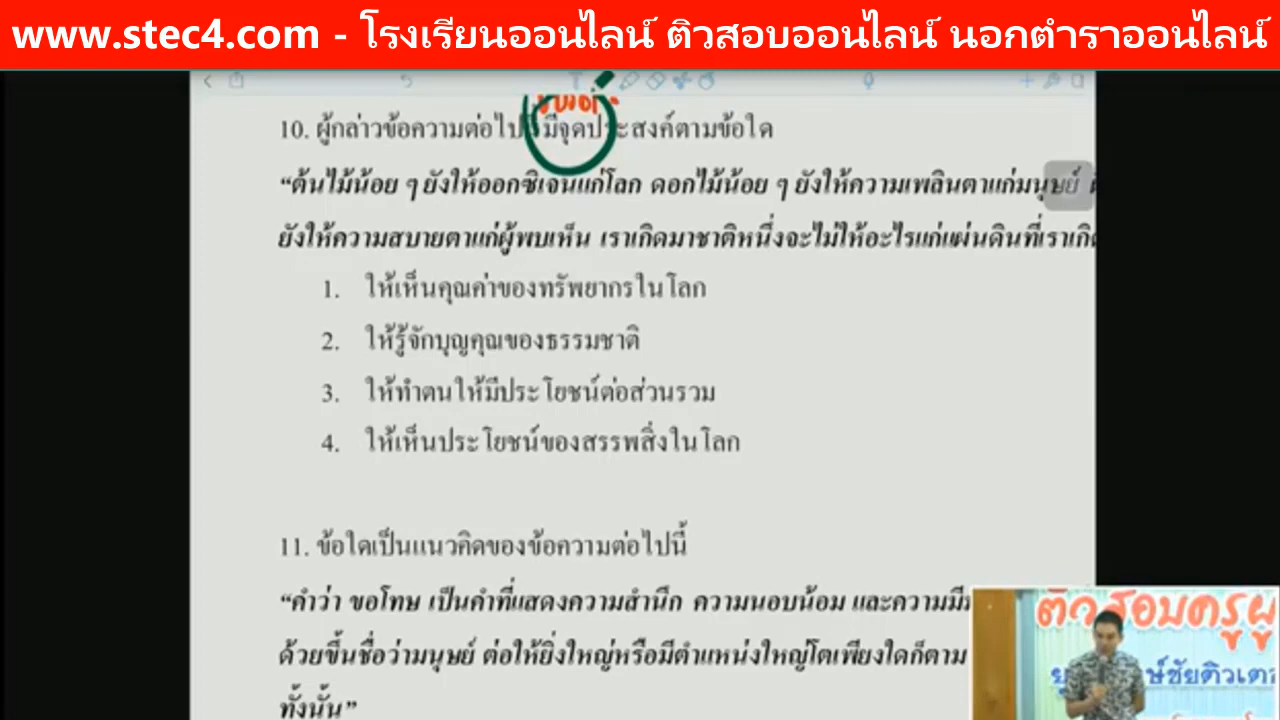 www.stec4.com - โรงเรียนออนไลน์ ติวสอบออนไลน์ นอกตำราออนไลน์
10. ผู้กล่าวข้อความต่อไปนี้มีจุดประสงค์ตามข้อใด
“ต้นไม้น้อย ๆ ยังให้ออกซิเจนแก่โลก ดอกไม้น้อย ๆ ยังให้ความเพลินตาแก่มนุษย์
ยังให้ความสบายตาแก่ผู้พบเห็น เราเกิดมาชาติหนึ่งจะไม่ให้อะไรแก่แผ่นดินที่เราเกิด
1. ให้เห็นคุณค่าของทรัพยากรในโลก
2. ให้รู้จักบุญคุณของธรรมชาติ
3. ให้ทำตนให้มีประโยชน์ต่อส่วนรวม
4. ให้เห็นประโยชน์ของสรรพสิ่งในโลก
11. ข้อใดเป็นแนวคิดของข้อความต่อไปนี้
“คำว่า ขอโทษ เป็นคำที่แสดงความสำนึก ความนอบน้อม และความมี
ด้วยขึ้นชื่อว่ามนุษย์ ต่อให้ยิ่งใหญ่หรือมีตำแหน่งใหญ่โตเพียงใดก็ตาม
ทั้งนั้น”
ติวสอบครูผู้